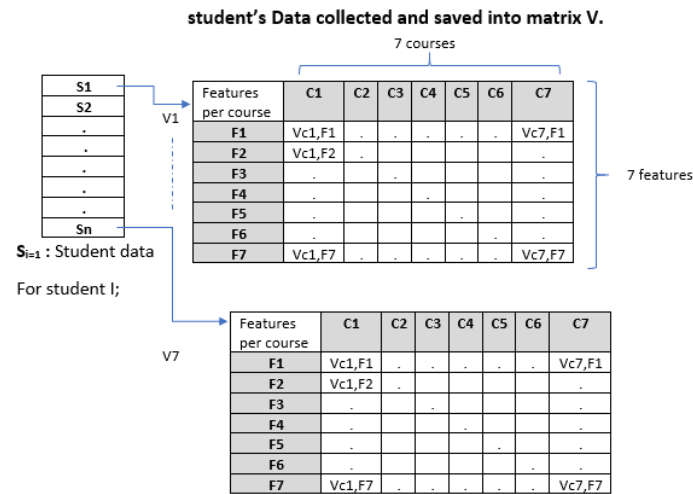 student's Data collected and saved into matrix V.
7 courses
S1
S2
.
.
.
.
.
Sn
Si=1 : Student data
For student I;
V1
Features per course C1 C2 C3 C4 C5 C6 C7
F1 Vc1,F1 . . . . . Vc7,F1
F2 Vc1,F2 . .
F3 . . .
F4 . . .
F5 . . .
F6 . . .
F7 Vc1,F7 . . . . . Vc7,F7
7 features
V7
Features per course C1 C2 C3 C4 C5 C6 C7
F1 Vc1,F1 . . . . . Vc7,F1
F2 Vc1,F2 . .
F3 . . .
F4 . . .
F5 . . .
F6 . . .
F7 Vc1,F7 . . . . . Vc7,F7